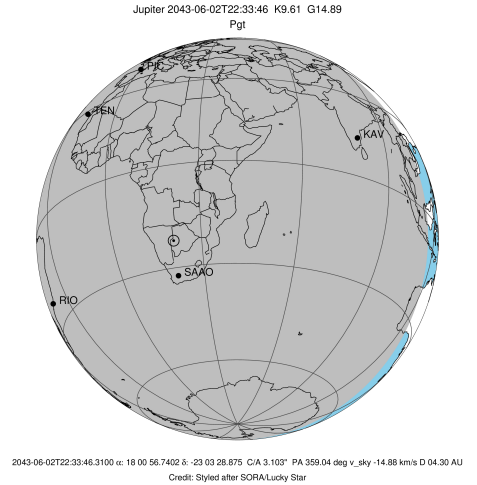 Jupiter 2043-06-02T22:33:46 K9.61 G14.89
Pgt
PIC
TEN
KAV
SAAO
RIO
2043-06-02T22:33:46.3100 α: 18 00 56.7402 δ: -23 03 28.875 C/A 3.103" PA 359.04 deg v_sky -14.88 km/s D 04.30 AU
Credit: Styled after SORA/Lucky Star